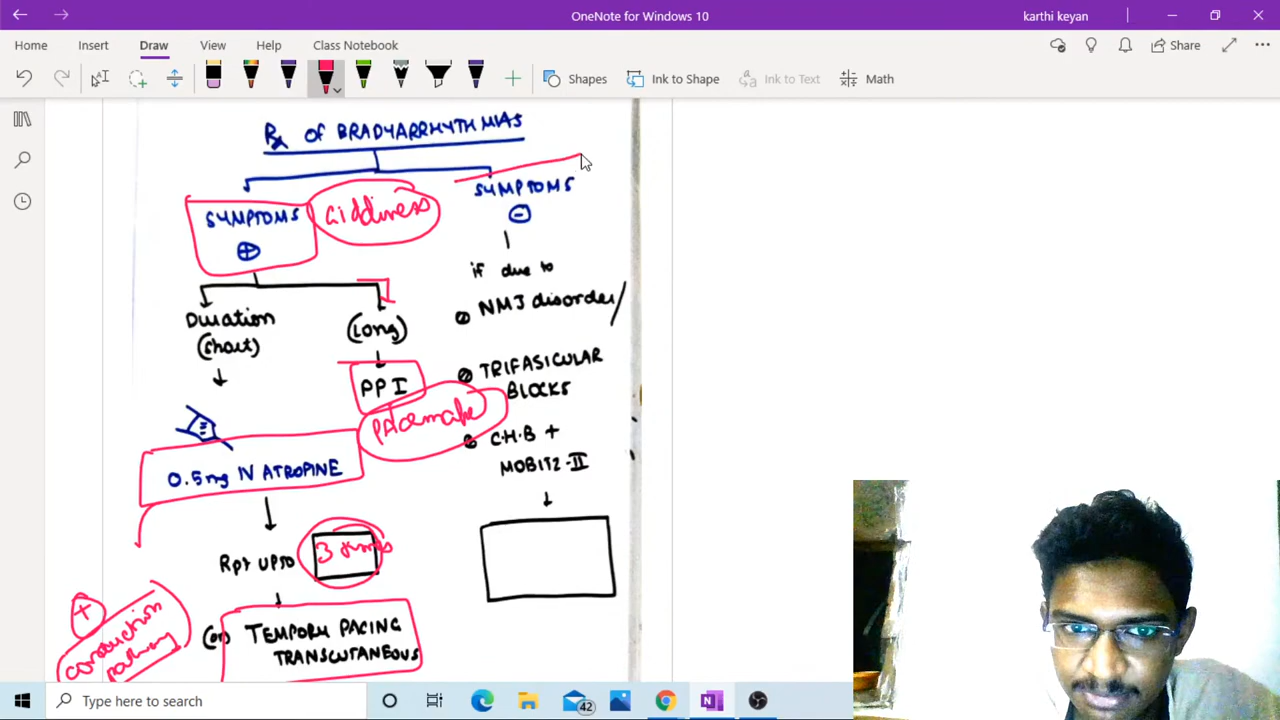 OneNote for Windows 10
karthi keyan
Home Insert Draw View Help Class Notebook
Share
Shapes Ink to Shape Ink to Text Math
Rx OF BRADYARRHYTHMIAS
SYMPTOMS
⊕
Giddiness
SYMPTOMS
⊖
if due to
NMJ disorder/
TRIFASICULAR
BLOCKS
C.H.B +
MOBITZ-II
Duration
(short)
(Long)
PPI
0.5mg IV ATROPINE
Rpt upto
3 times
(or) TEMPORY PACING
TRANSCUTANEOUS
+
conduction
pathway
Type here to search
42